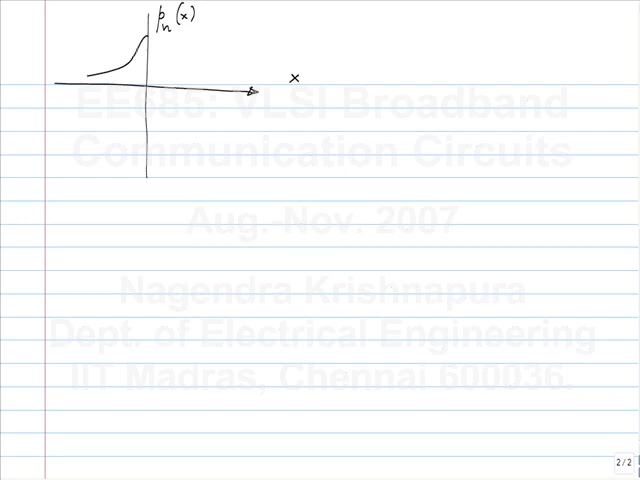 pn(x)
x
EE685: VLSI Broadband
Communication Circuits
Aug.-Nov. 2007
Nagendra Krishnapura
Dept. of Electrical Engineering
IIT Madras, Chennai 600036.
2/2